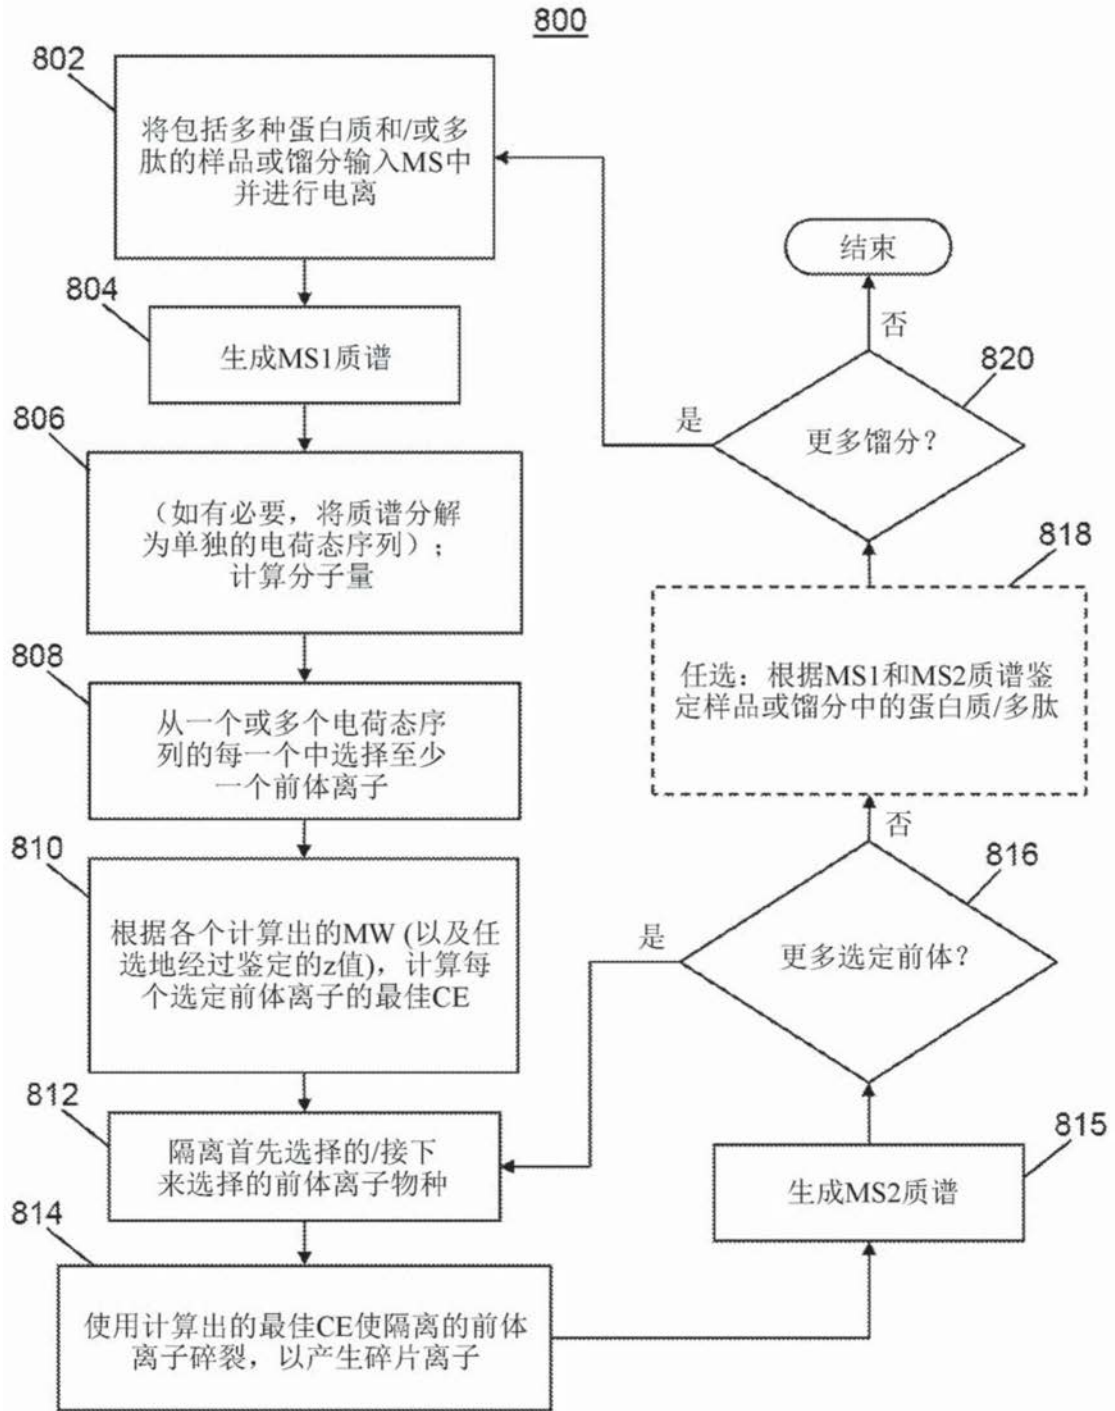 800
802
将包括多种蛋白质和/或多
肽的样品或馏分输入MS中
并进行电离
804
生成MS1质谱
806
（如有必要，将质谱分解
为单独的电荷态序列）；
计算分子量
808
从一个或多个电荷态序
列的每一个中选择至少
一个前体离子
810
根据各个计算出的MW (以及任
选地经过鉴定的z值)，计算每
个选定前体离子的最佳CE
812
隔离首先选择的/接下
来选择的前体离子物种
814
使用计算出的最佳CE使隔离的前体
离子碎裂，以产生碎片离子
815
生成MS2质谱
816
更多选定前体？
是
否
818
任选：根据MS1和MS2质谱鉴
定样品或馏分中的蛋白质/多肽
820
更多馏分？
是
否
结束